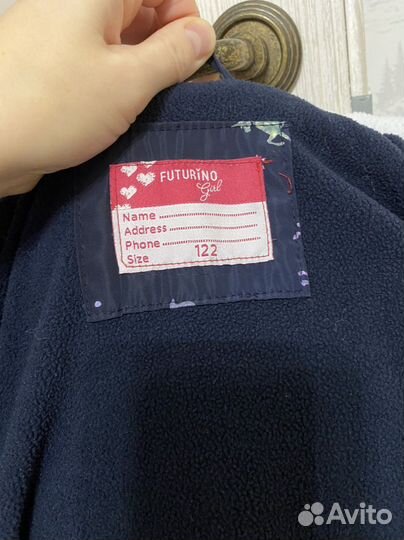 FUTURINO
Girl
Name
Address
Phone
Size 122
Avito